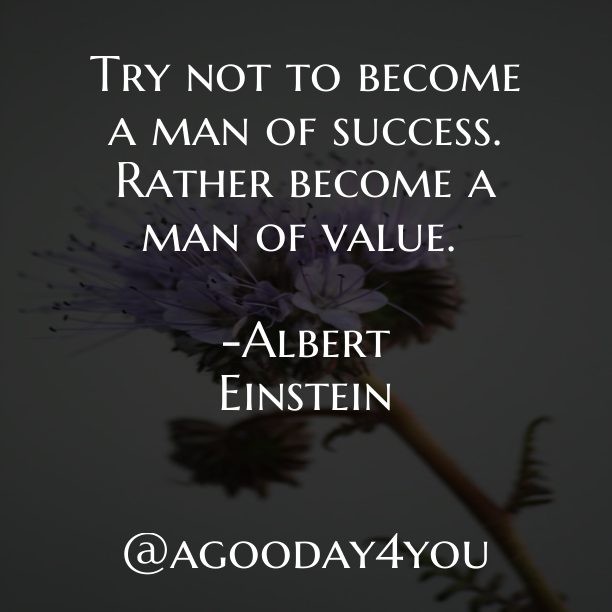 Try not to become
a man of success.
Rather become a
man of value.
-Albert
Einstein
@agooday4you